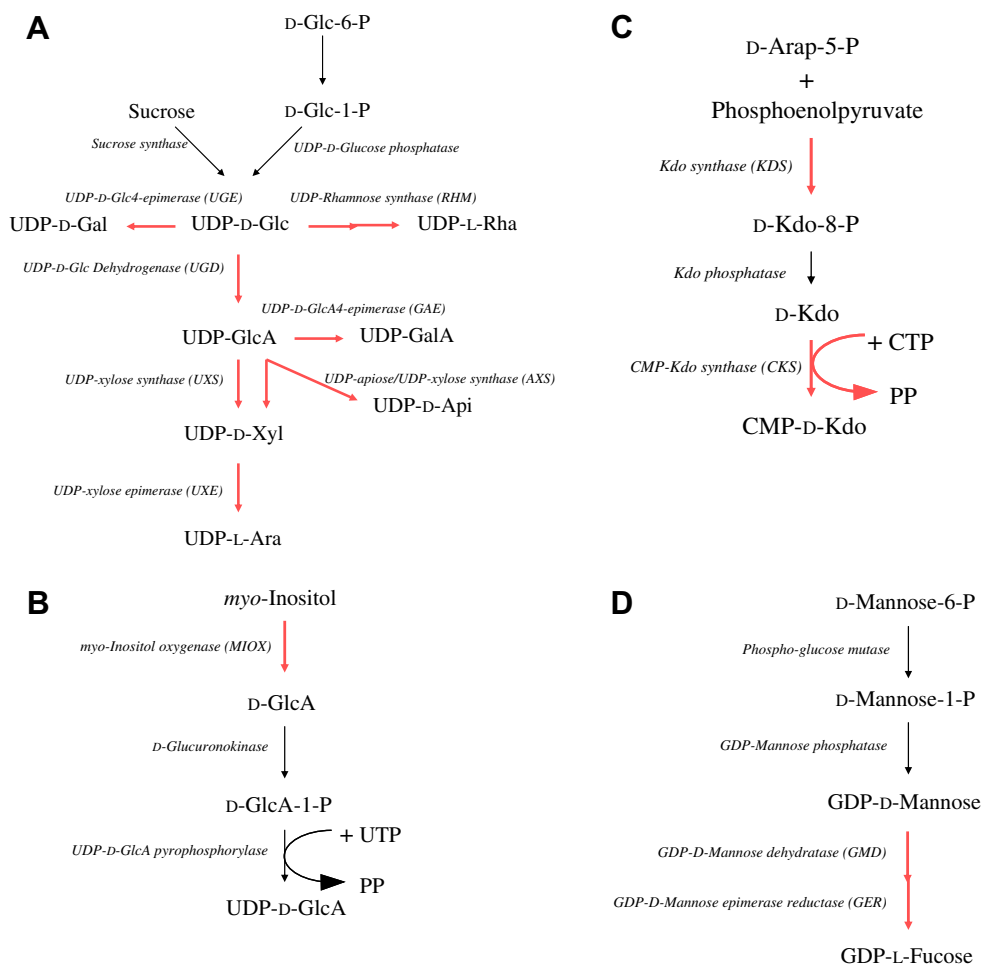 A
D-Glc-6-P
Sucrose
D-Glc-1-P
Sucrose synthase
UDP-D-Glucose phosphatase
UDP-D-Glc4-epimerase (UGE)
UDP-Rhamnose synthase (RHM)
UDP-D-Gal
UDP-D-Glc
UDP-L-Rha
UDP-D-Glc Dehydrogenase (UGD)
UDP-D-GlcA4-epimerase (GAE)
UDP-GlcA
UDP-GalA
UDP-xylose synthase (UXS)
UDP-apiose/UDP-xylose synthase (AXS)
UDP-D-Api
UDP-D-Xyl
UDP-xylose epimerase (UXE)
UDP-L-Ara
B
myo-Inositol
myo-Inositol oxygenase (MIOX)
D-GlcA
D-Glucuronokinase
D-GlcA-1-P
+ UTP
UDP-D-GlcA pyrophosphorylase
PP
UDP-D-GlcA
C
D-Arap-5-P
+
Phosphoenolpyruvate
Kdo synthase (KDS)
D-Kdo-8-P
Kdo phosphatase
D-Kdo
+ CTP
CMP-Kdo synthase (CKS)
PP
CMP-D-Kdo
D
D-Mannose-6-P
Phospho-glucose mutase
D-Mannose-1-P
GDP-Mannose phosphatase
GDP-D-Mannose
GDP-D-Mannose dehydratase (GMD)
GDP-D-Mannose epimerase reductase (GER)
GDP-L-Fucose